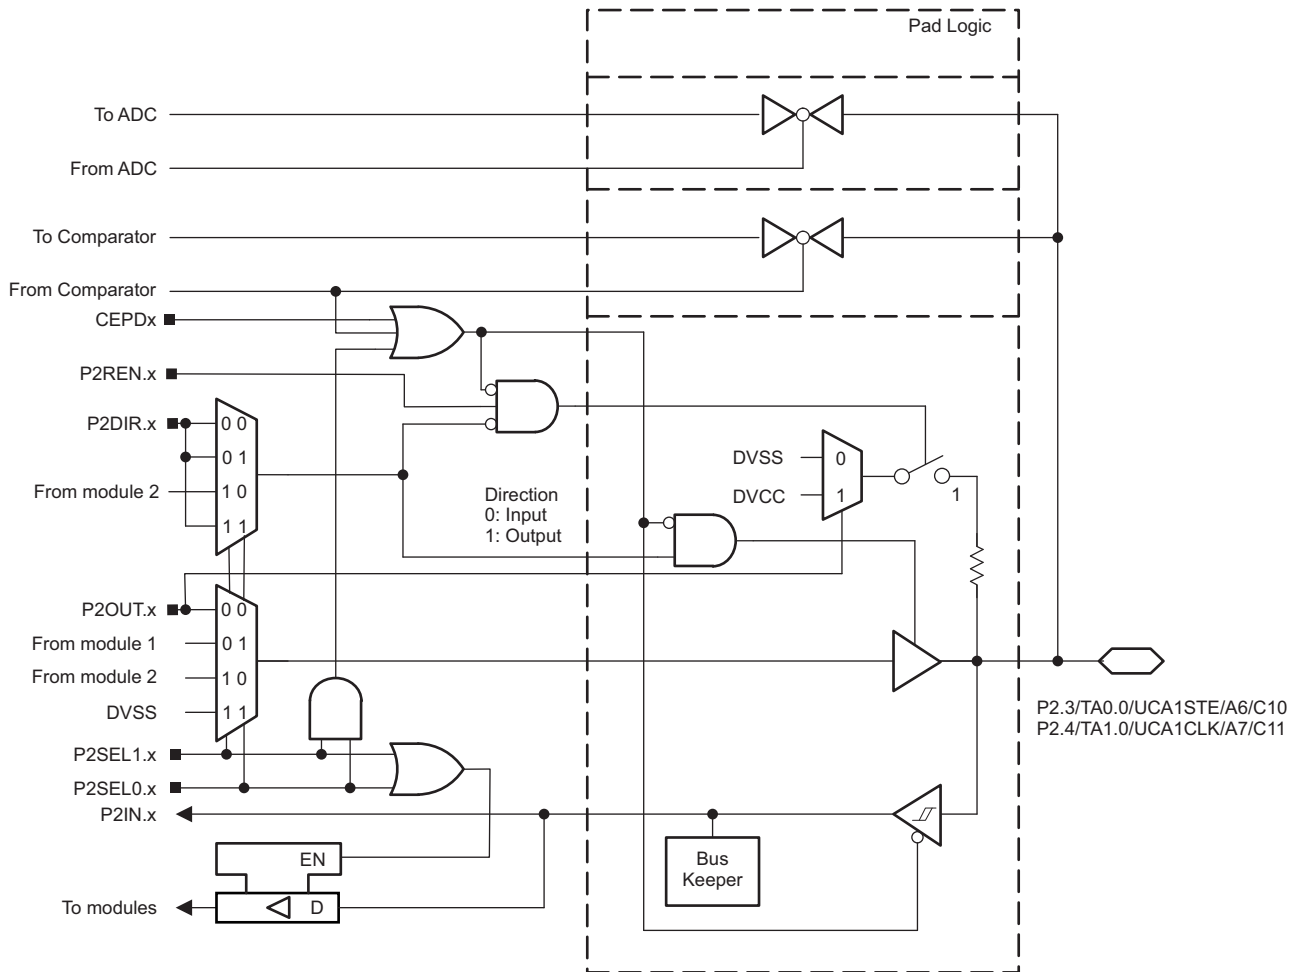 Pad Logic
To ADC
From ADC
To Comparator
From Comparator
CEPDx
P2REN.x
P2DIR.x
0 0
0 1
From module 2
1 0
1 1
Direction
0: Input
1: Output
DVSS
0
DVCC
1
1
P2OUT.x
0 0
From module 1
0 1
From module 2
1 0
DVSS
1 1
P2.3/TA0.0/UCA1STE/A6/C10
P2.4/TA1.0/UCA1CLK/A7/C11
P2SEL1.x
P2SEL0.x
P2IN.x
EN
Bus
Keeper
To modules
D